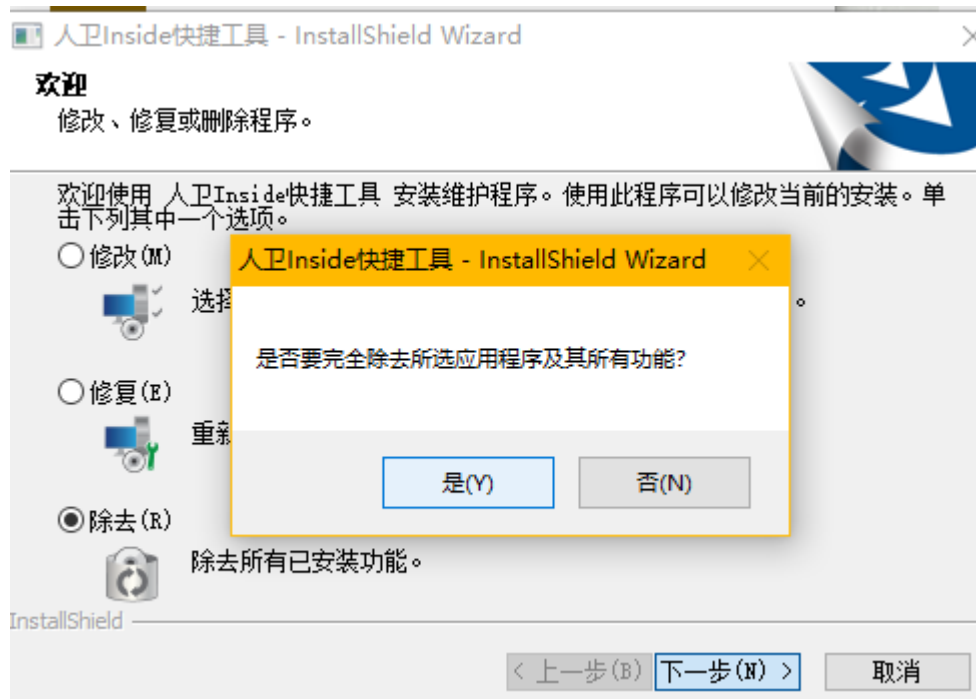 人卫Inside快捷工具 - InstallShield Wizard
欢迎
修改、修复或删除程序。
欢迎使用 人卫Inside快捷工具 安装维护程序。使用此程序可以修改当前的安装。单
击下列其中一个选项。
修改(M)
选择
。
人卫Inside快捷工具 - InstallShield Wizard
是否要完全除去所选应用程序及其所有功能?
是(Y)
否(N)
修复(E)
重新
除去(R)
除去所有已安装功能。
InstallShield
< 上一步(B)
下一步(N) >
取消